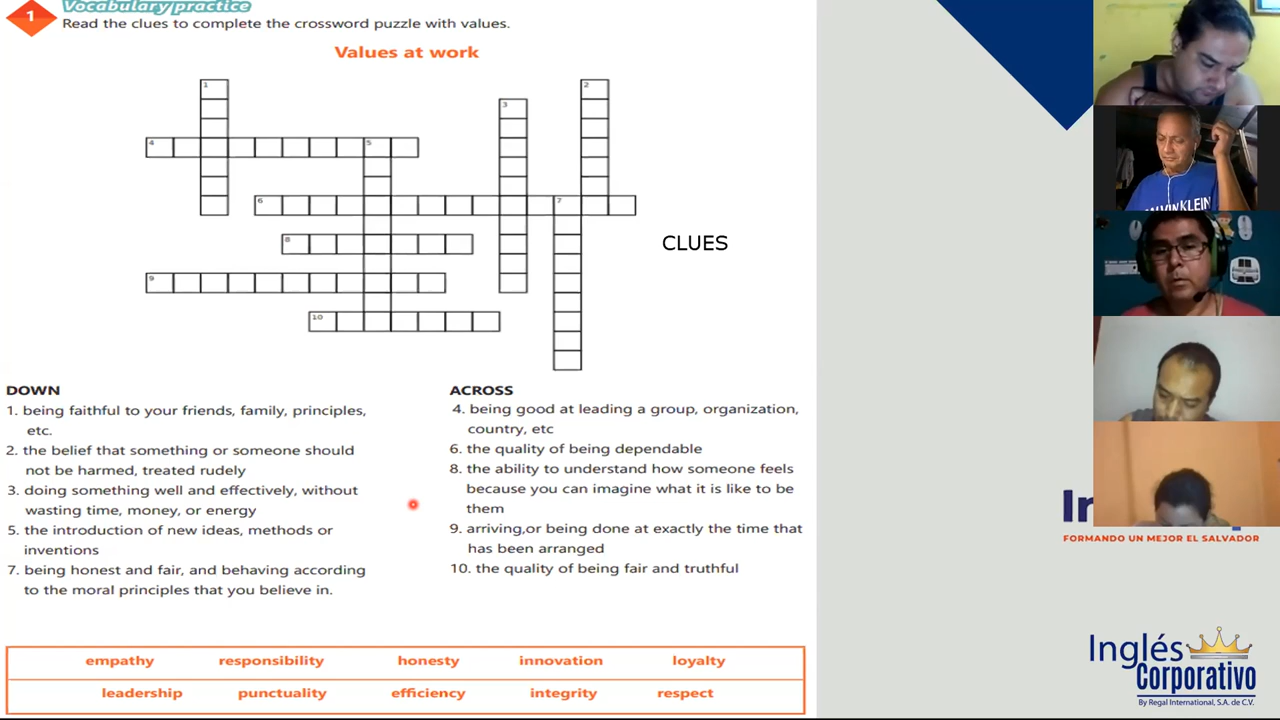 1
Vocabulary practice
Read the clues to complete the crossword puzzle with values.
Values at work
1
2
3
4
5
6
7
8
9
10
CLUES
DOWN
1. being faithful to your friends, family, principles,
etc.
2. the belief that something or someone should
not be harmed, treated rudely
3. doing something well and effectively, without
wasting time, money, or energy
5. the introduction of new ideas, methods or
inventions
7. being honest and fair, and behaving according
to the moral principles that you believe in.
ACROSS
4. being good at leading a group, organization,
country, etc
6. the quality of being dependable
8. the ability to understand how someone feels
because you can imagine what it is like to be
them
9. arriving,or being done at exactly the time that
has been arranged
10. the quality of being fair and truthful
empathy responsibility honesty innovation loyalty
leadership punctuality efficiency integrity respect
FORMANDO UN MEJOR EL SALVADOR
Inglés
Corporativo
By Regal International, S.A. de C.V.